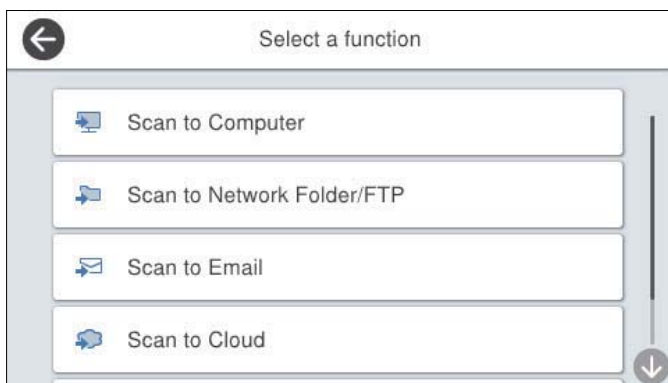 Select a function
Scan to Computer
Scan to Network Folder/FTP
Scan to Email
Scan to Cloud